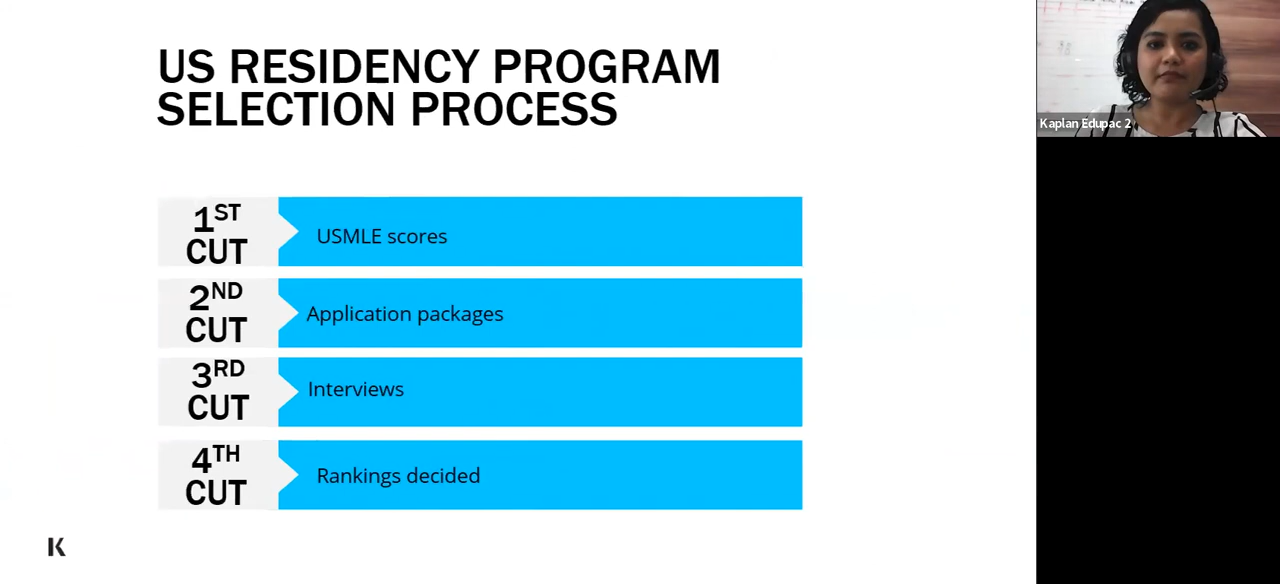 US RESIDENCY PROGRAM
SELECTION PROCESS
1ST
CUT
USMLE scores
2ND
CUT
Application packages
3RD
CUT
Interviews
4TH
CUT
Rankings decided
K
Kaplan Edupac 2